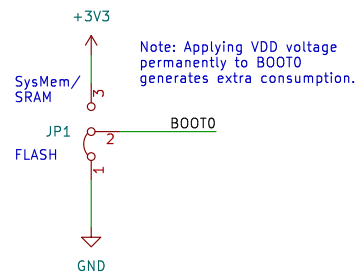 +3V3
Note: Applying VDD voltage
permanently to BOOT0
generates extra consumption.
SysMem/
SRAM
3
JP1
2
BOOT0
FLASH
1
GND